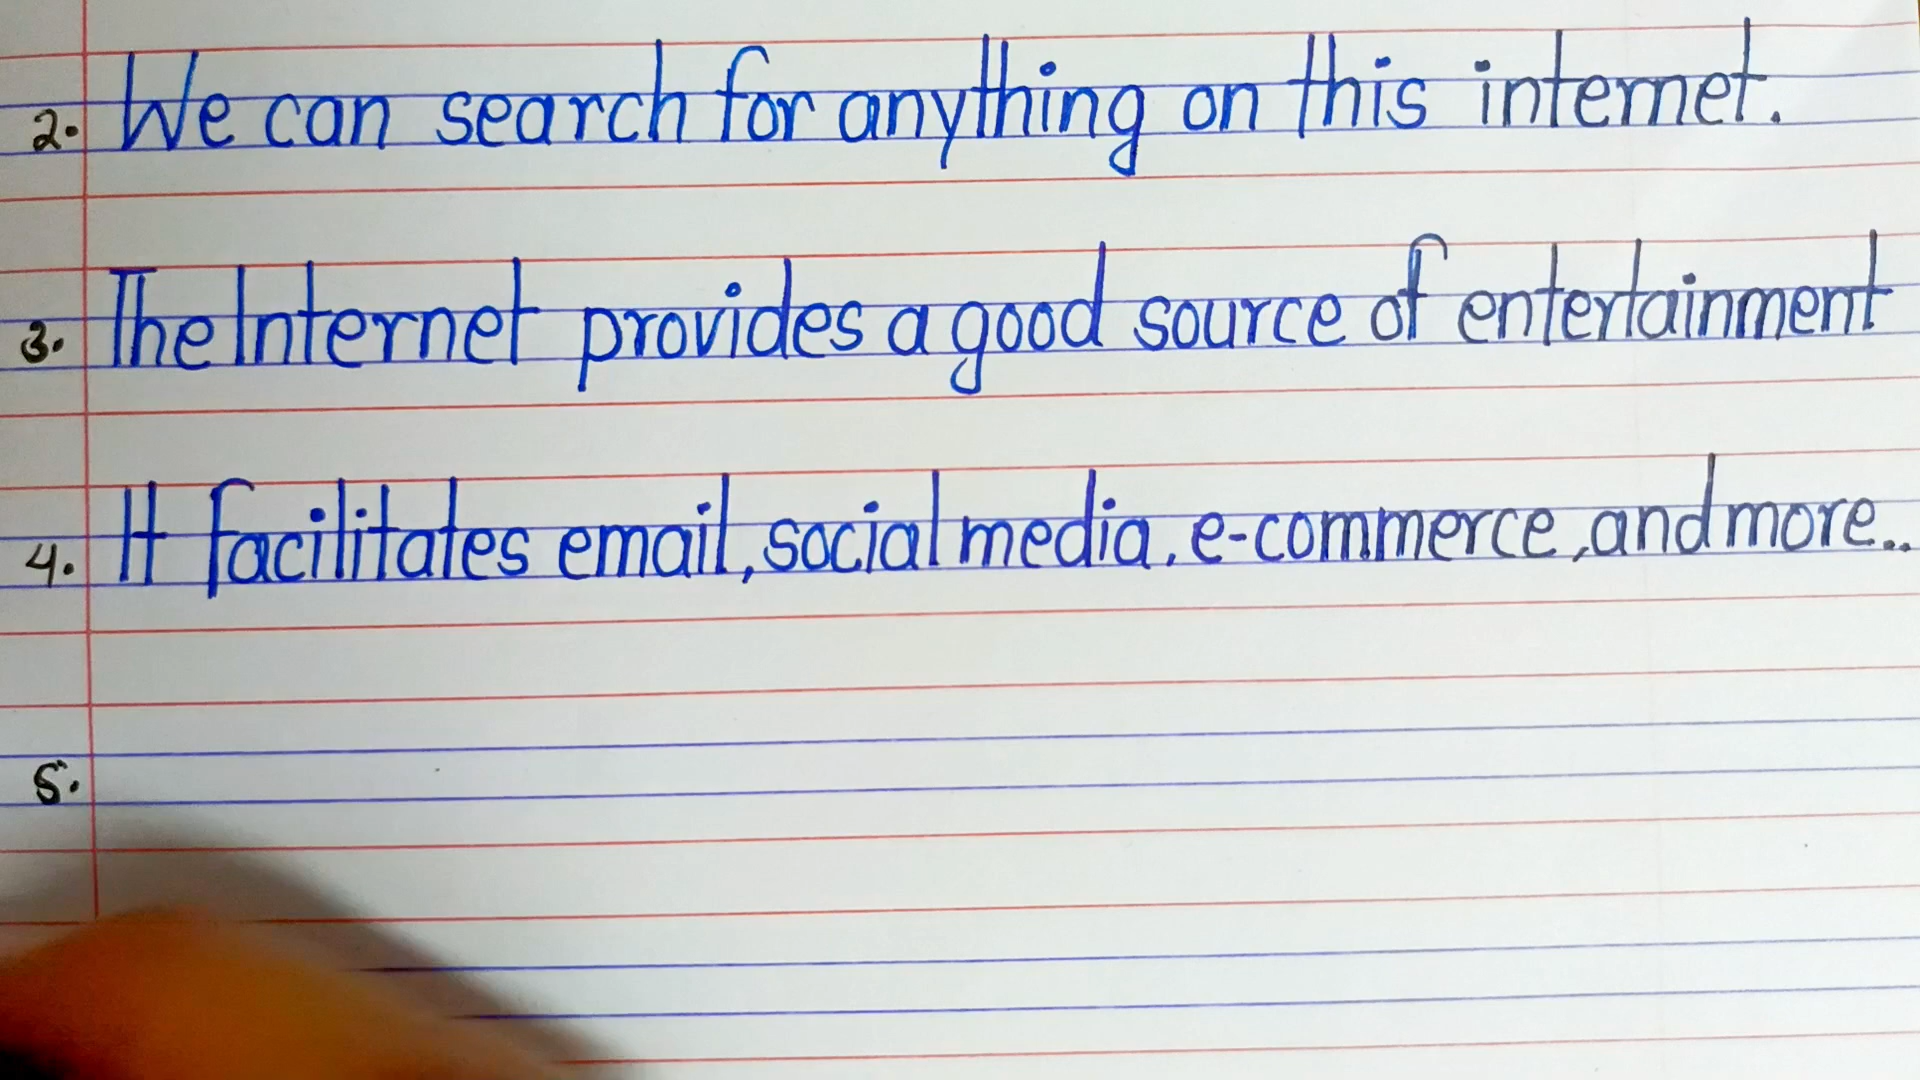 2. We can search for anything on this internet.
3. The Internet provides a good source of entertainment
4. It facilitates email, social media, e-commerce, and more..
5.